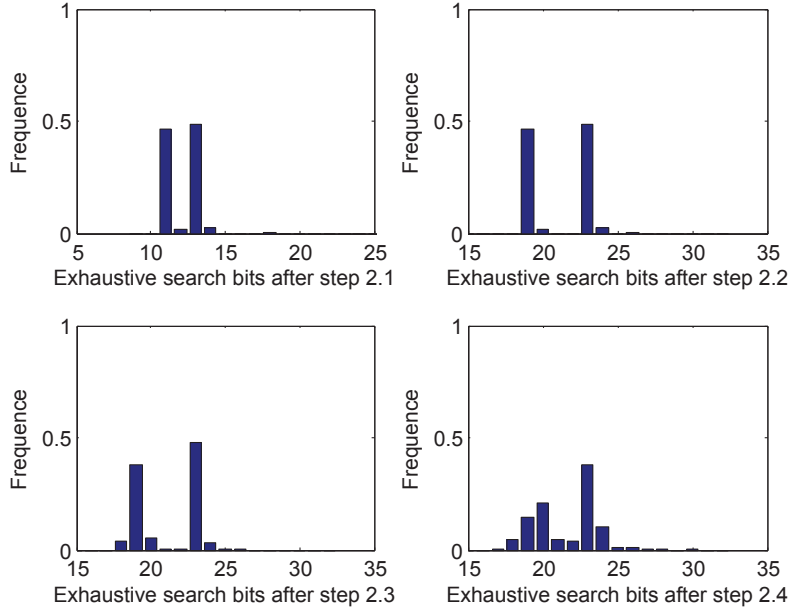 1
0.5
0
Frequence
5 10 15 20 25
Exhaustive search bits after step 2.1
1
0.5
0
Frequence
15 20 25 30 35
Exhaustive search bits after step 2.2
1
0.5
0
Frequence
15 20 25 30 35
Exhaustive search bits after step 2.3
1
0.5
0
Frequence
15 20 25 30 35
Exhaustive search bits after step 2.4